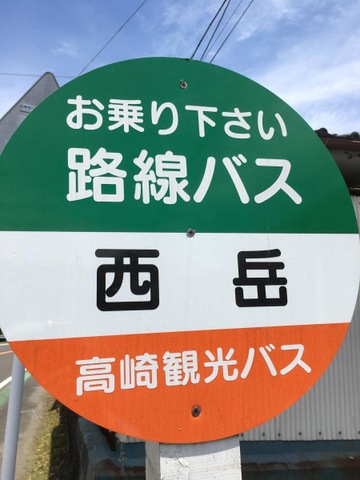 お乗り下さい
路線バス
西岳
高崎観光バス